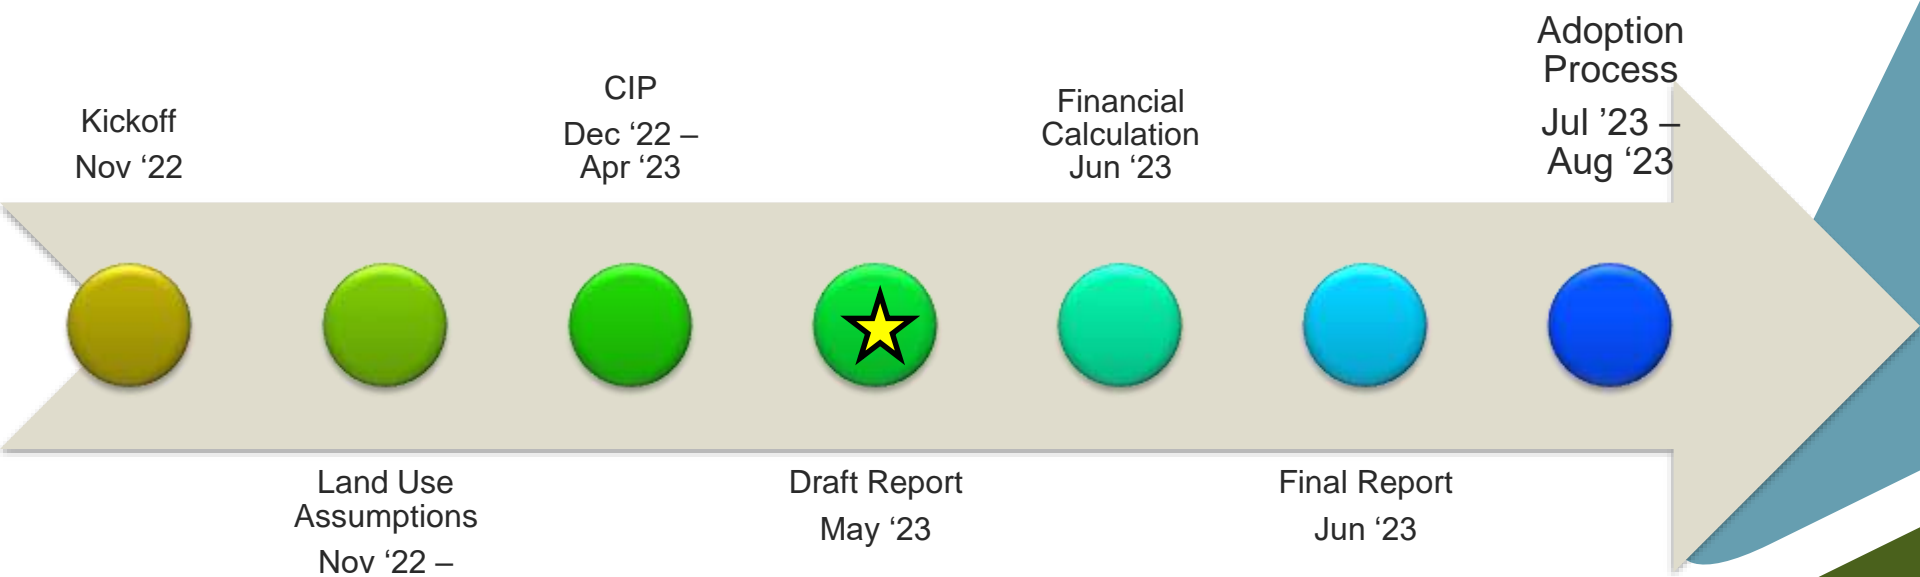 Kickoff
Nov ‘22
Land Use
Assumptions
Nov ‘22 –
CIP
Dec ‘22 –
Apr ‘23
Draft Report
May ‘23
Financial
Calculation
Jun ‘23
Final Report
Jun ‘23
Adoption
Process
Jul ’23 –
Aug ‘23